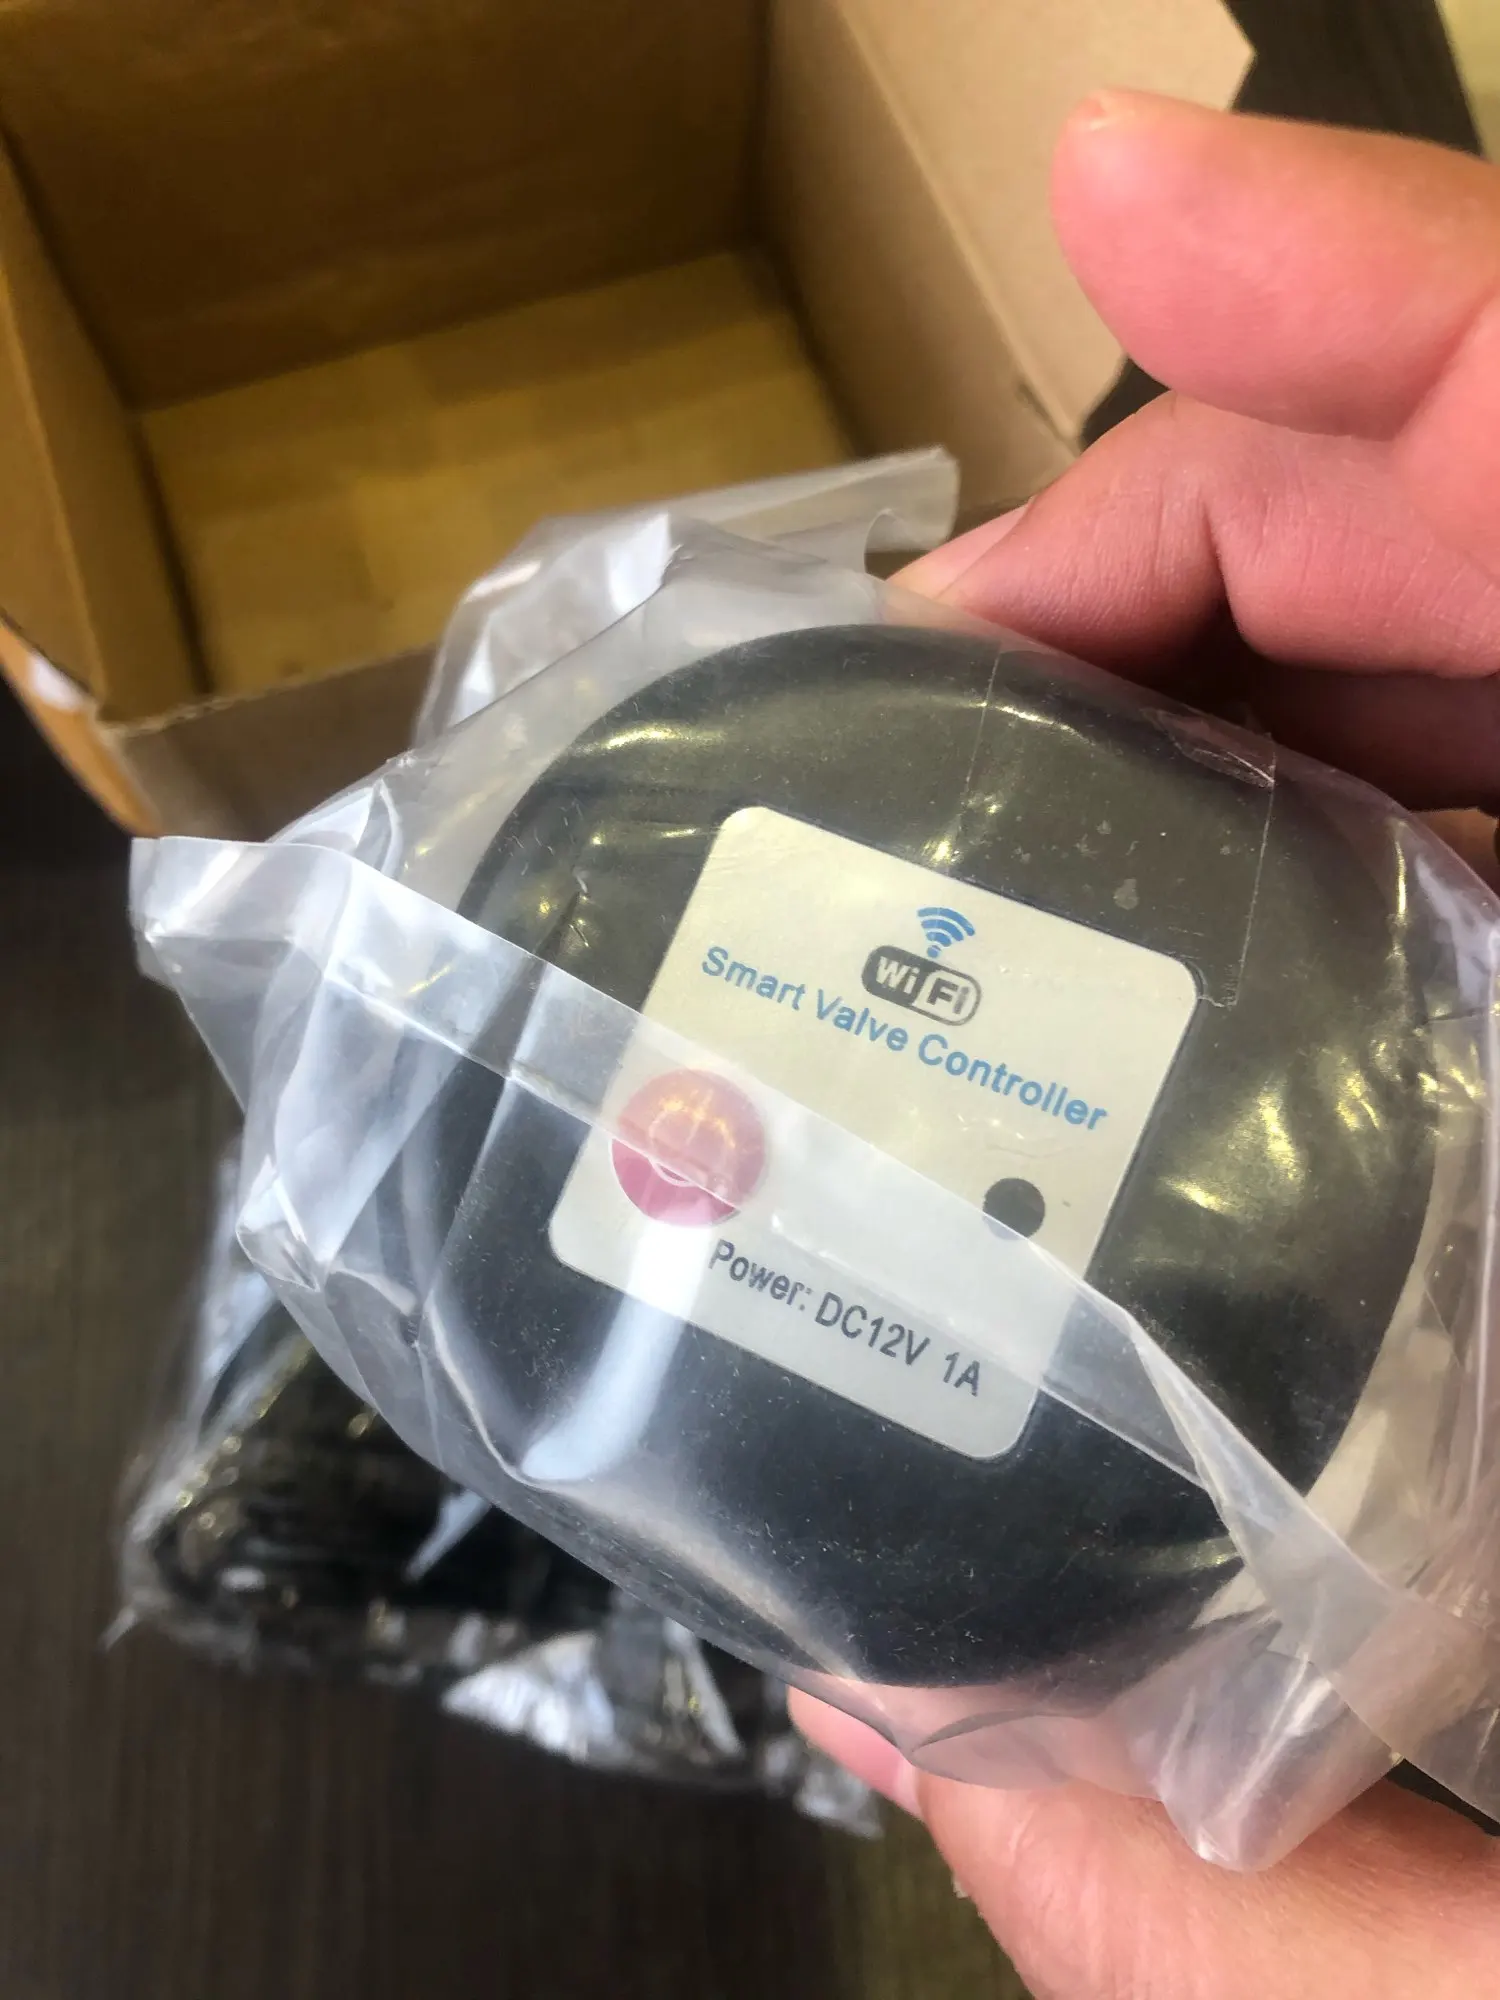 WiFi
Smart Valve Controller
Power: DC12V 1A